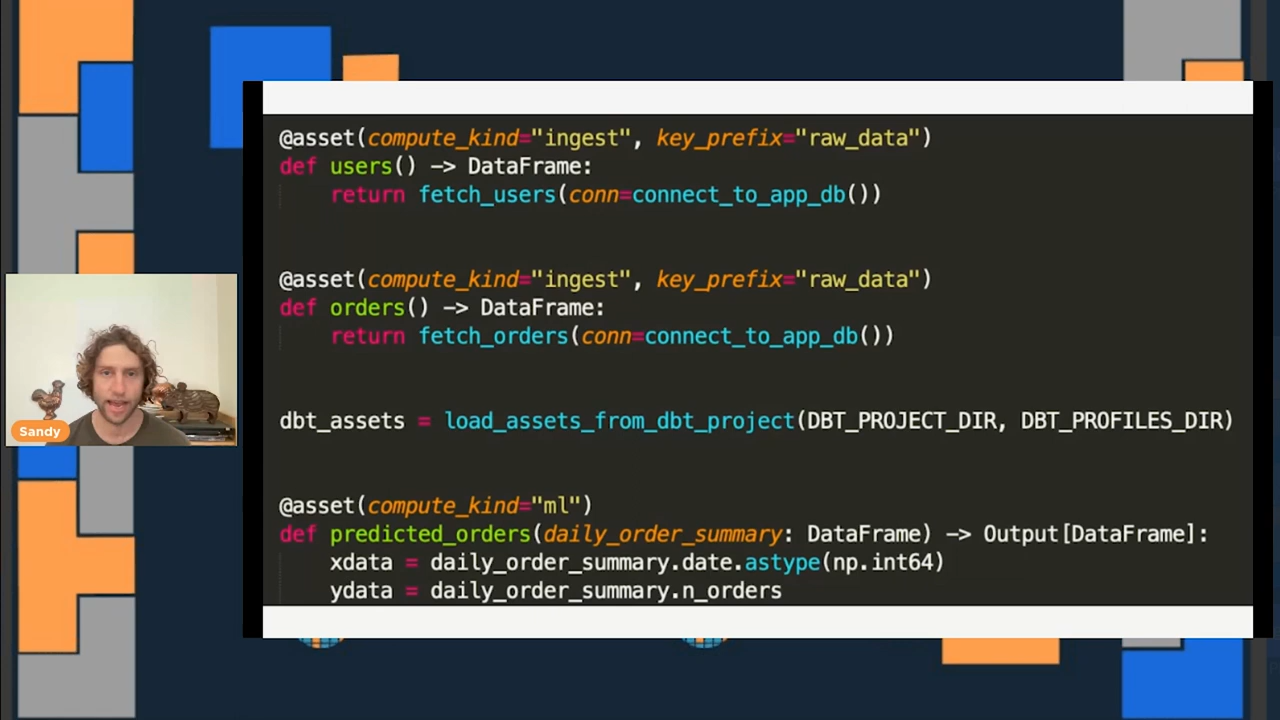 @asset(compute_kind="ingest", key_prefix="raw_data")
def users() -> DataFrame:
    return fetch_users(conn=connect_to_app_db())
@asset(compute_kind="ingest", key_prefix="raw_data")
def orders() -> DataFrame:
    return fetch_orders(conn=connect_to_app_db())
dbt_assets = load_assets_from_dbt_project(DBT_PROJECT_DIR, DBT_PROFILES_DIR)
@asset(compute_kind="ml")
def predicted_orders(daily_order_summary: DataFrame) -> Output[DataFrame]:
    xdata = daily_order_summary.date.astype(np.int64)
    ydata = daily_order_summary.n_orders
Sandy